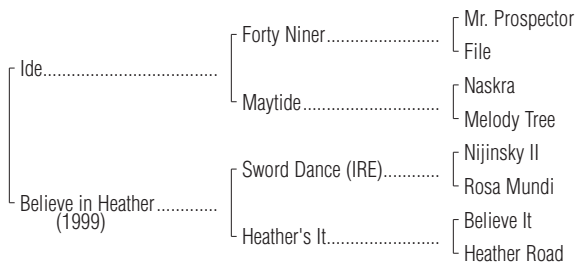 Mr. Prospector
Forty Niner
File
Ide
Naskra
Maytide
Melody Tree
Nijinsky II
Sword Dance (IRE)
Rosa Mundi
Believe in Heather
(1999)
Believe It
Heather's It
Heather Road